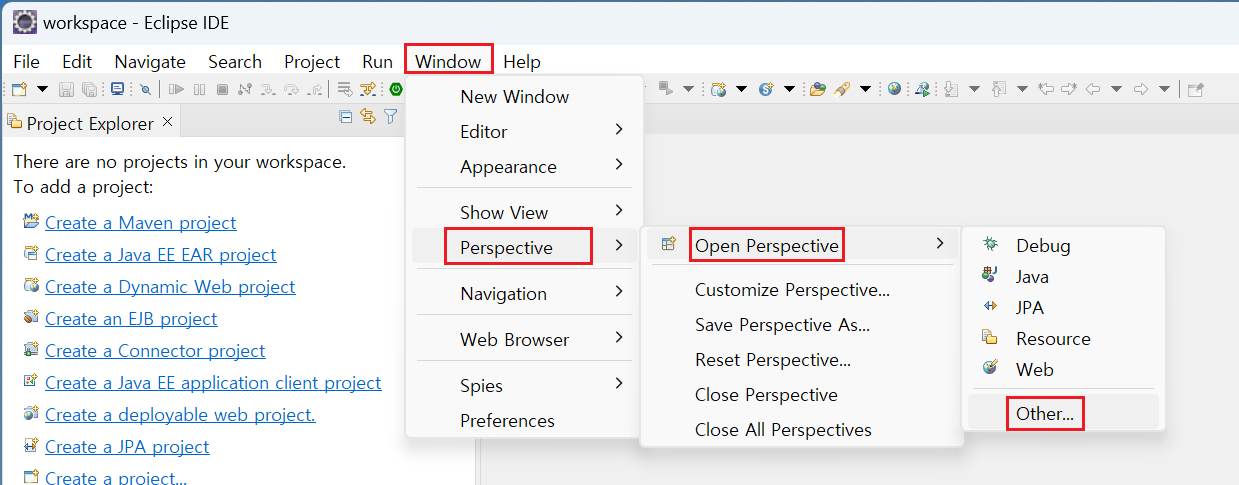 workspace - Eclipse IDE
File Edit Navigate Search Project Run Window Help
Project Explorer
There are no projects in your workspace.
To add a project:
Create a Maven project
Create a Java EE EAR project
Create a Dynamic Web project
Create an EJB project
Create a Connector project
Create a Java EE application client project
Create a deployable web project.
Create a JPA project
Create a project...
New Window
Editor
Appearance
Show View
Perspective
Navigation
Web Browser
Spies
Preferences
Open Perspective
Customize Perspective...
Save Perspective As...
Reset Perspective...
Close Perspective
Close All Perspectives
Debug
Java
JPA
Resource
Web
Other...